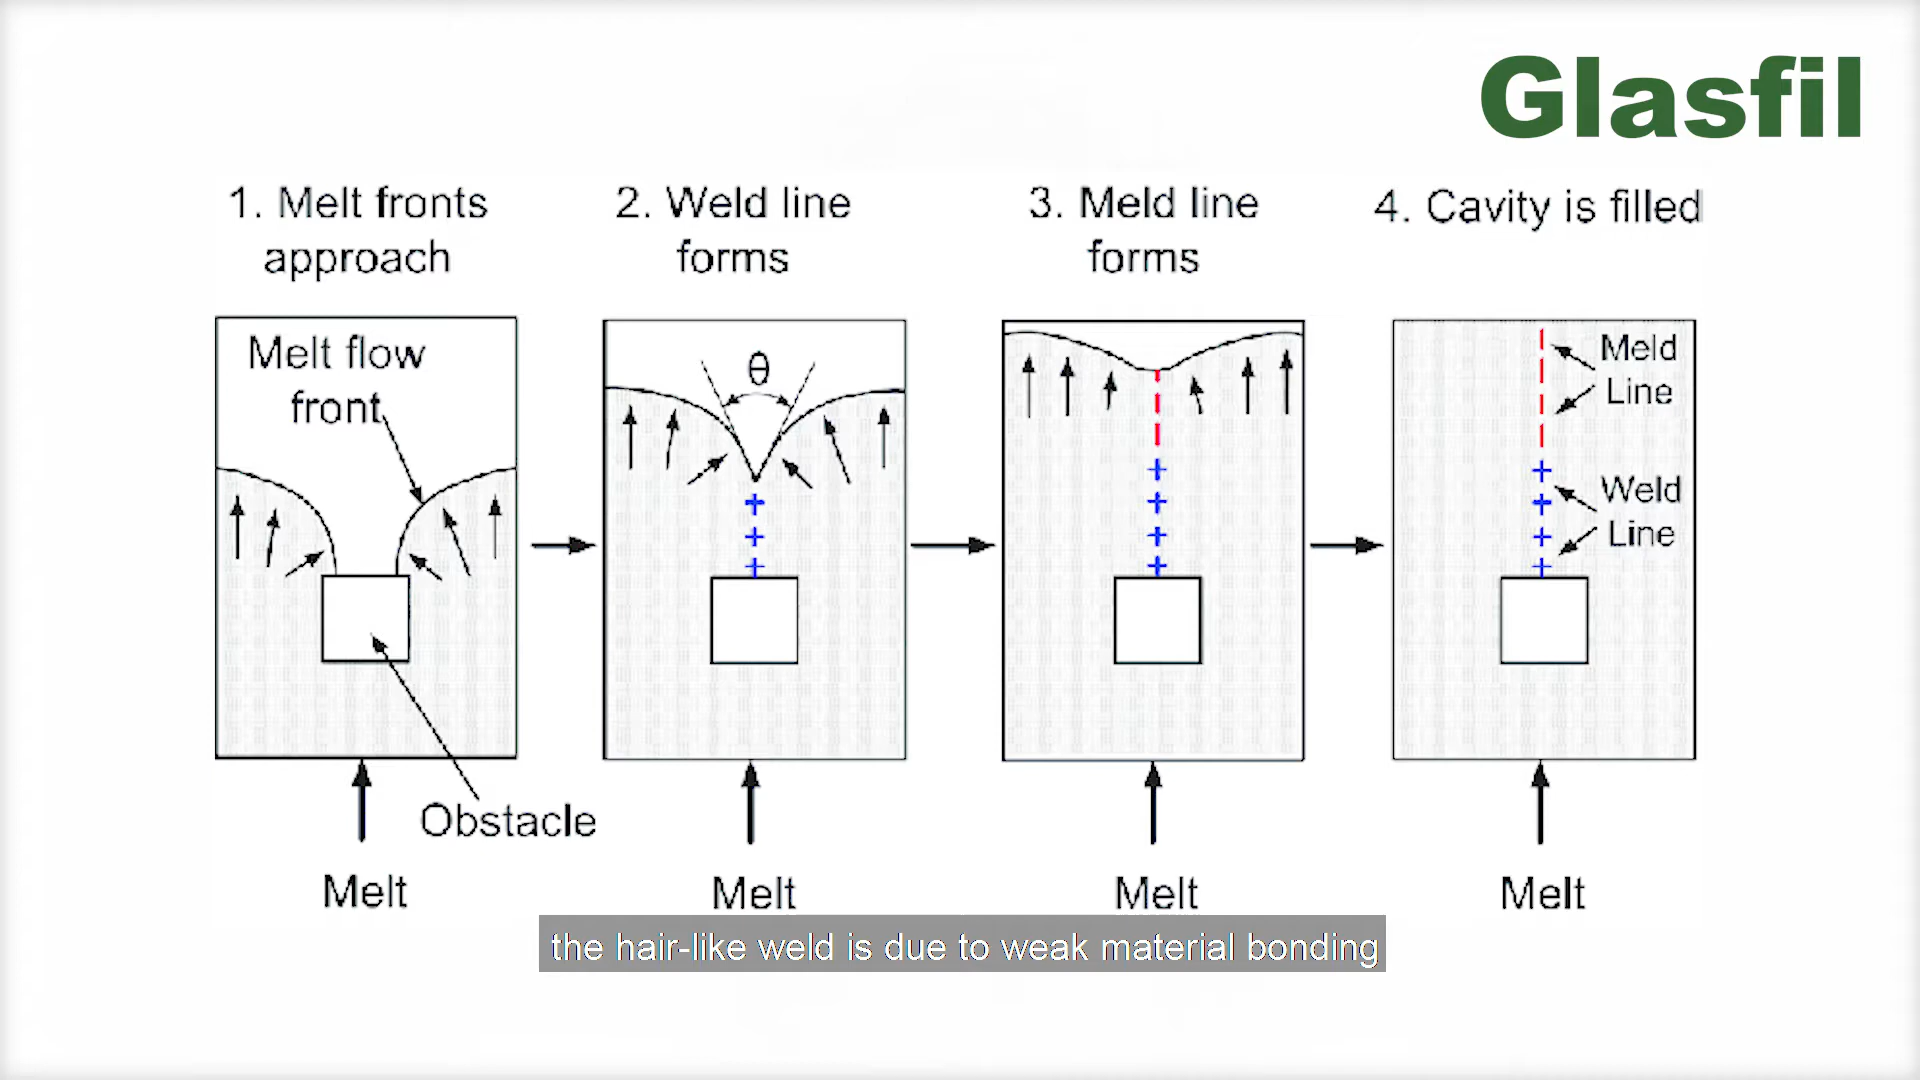 Glasfil
1. Melt fronts
approach
2. Weld line
forms
3. Meld line
forms
4. Cavity is filled
Melt flow
front
θ
Meld
Line
Weld
Line
Obstacle
Melt
Melt
Melt
Melt
the hair-like weld is due to weak material bonding